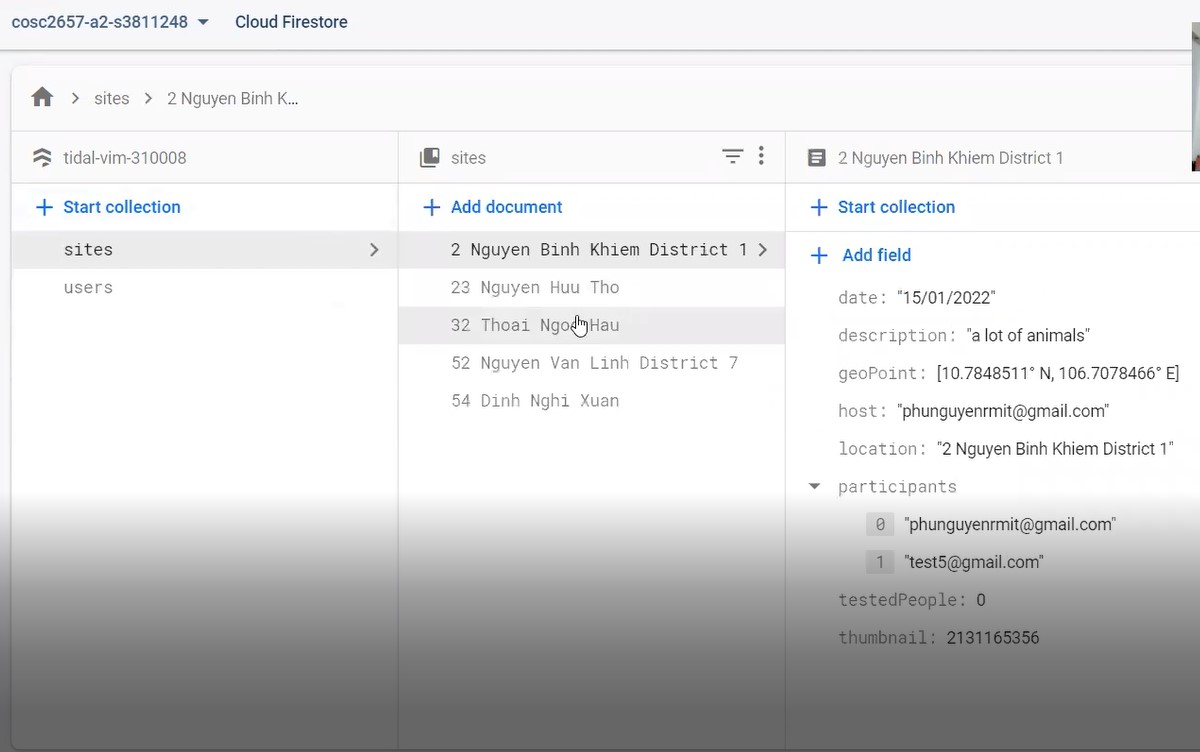 cosc2657-a2-s3811248 Cloud Firestore
sites 2 Nguyen Binh K...
tidal-vim-310008
Start collection
sites
users
sites
Add document
2 Nguyen Binh Khiem District 1
23 Nguyen Huu Tho
32 Thoai Ngoc Hau
52 Nguyen Van Linh District 7
54 Dinh Nghi Xuan
2 Nguyen Binh Khiem District 1
Start collection
Add field
date: "15/01/2022"
description: "a lot of animals"
geoPoint: [10.7848511° N, 106.7078466° E]
host: "phunguyenrmit@gmail.com"
location: "2 Nguyen Binh Khiem District 1"
participants
0 "phunguyenrmit@gmail.com"
1 "test5@gmail.com"
testedPeople: 0
thumbnail: 2131165356